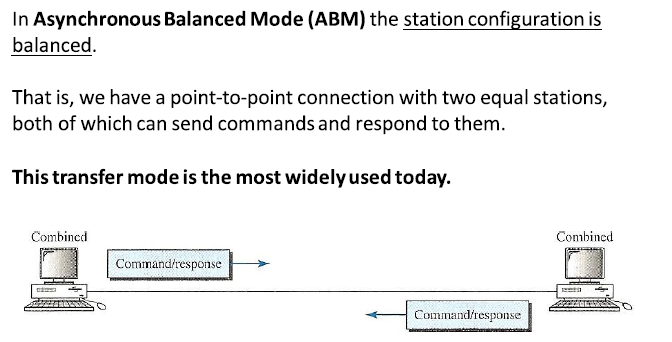 In Asynchronous Balanced Mode (ABM) the station configuration is
balanced.
That is, we have a point-to-point connection with two equal stations,
both of which can send commands and respond to them.
This transfer mode is the most widely used today.
Combined
Combined
Command/response
Command/response